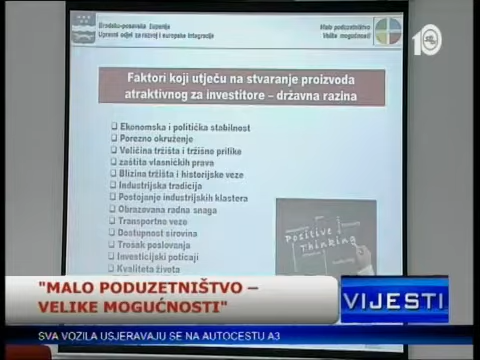 Brodsko-posavska županija
Upravni odjel za razvoj i europske integracije
Malo poduzetništvo
Velike mogućnosti
10
Faktori koji utječu na stvaranje proizvoda
atraktivnog za investitore – državna razina
Ekonomska i politička stabilnost
Porezno okruženje
Veličina tržišta i tržišne prilike
zaštita vlasničkih prava
Blizina tržišta i historijske veze
Industrijska tradicija
Postojanje industrijskih klastera
Obrazovana radna snaga
Transportne veze
Dostupnost sirovina
Trošak poslovanja
Investicijski poticaji
Kvaliteta života
Positive
Thinking
"MALO PODUZETNIŠTVO –
VELIKE MOGUĆNOSTI"
VIJESTI
SVA VOZILA USJERAVAJU SE NA AUTOCESTU A3